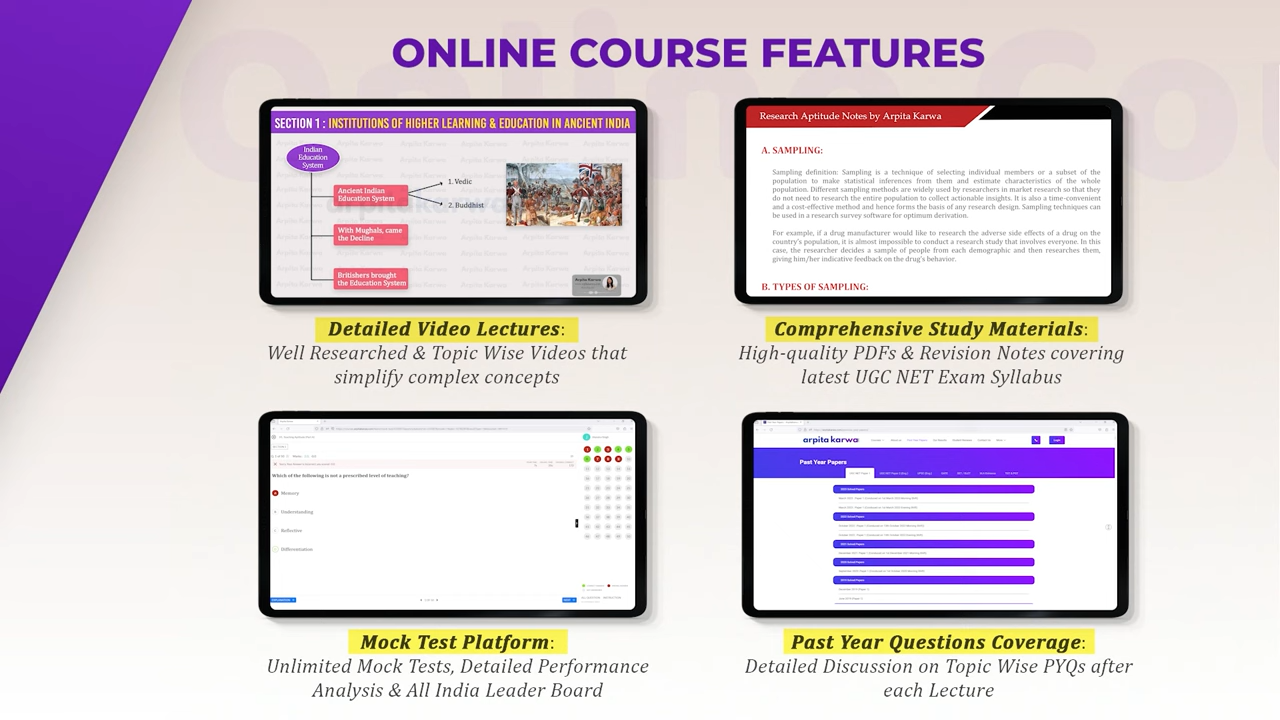 ONLINE COURSE FEATURES
SECTION 1 : INSTITUTIONS OF HIGHER LEARNING & EDUCATION IN ANCIENT INDIA
Indian
Education
System
Ancient Indian
Education System
1. Vedic
2. Buddhist
With Mughals, came
the Decline
Britishers brought
the Education System
Arpita Karwa
Detailed Video Lectures:
Well Researched & Topic Wise Videos that
simplify complex concepts
Research Aptitude Notes by Arpita Karwa
A. SAMPLING:
Sampling definition: Sampling is a technique of selecting individual members or a subset of the
population to make statistical inferences from them and estimate characteristics of the whole
population. Different sampling methods are widely used by researchers in market research so that they
do not need to research the entire population to collect actionable insights. It is also a time-convenient
and a cost-effective method and hence forms the basis of any research design. Sampling techniques can
be used in a research survey software for optimum derivation.
For example, if a drug manufacturer would like to research the adverse side effects of a drug on the
country's population, it is almost impossible to conduct a research study that involves everyone. In this
case, the researcher decides a sample of people from each demographic and then researches them,
giving him/her indicative feedback on the drug's behavior.
B. TYPES OF SAMPLING:
Comprehensive Study Materials:
High-quality PDFs & Revision Notes covering
latest UGC NET Exam Syllabus
Which of the following is not a prescribed level of teaching?
Memory
Understanding
Reflective
Differentiation
Mock Test Platform:
Unlimited Mock Tests, Detailed Performance
Analysis & All India Leader Board
arpita karwa
Past Year Papers
Past Year Questions Coverage:
Detailed Discussion on Topic Wise PYQs after
each Lecture